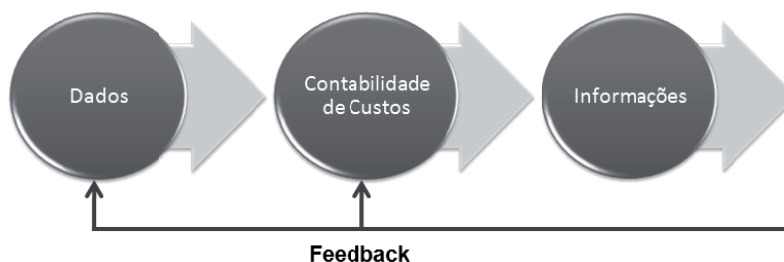 Dados
Contabilidade
de Custos
Informações
Feedback